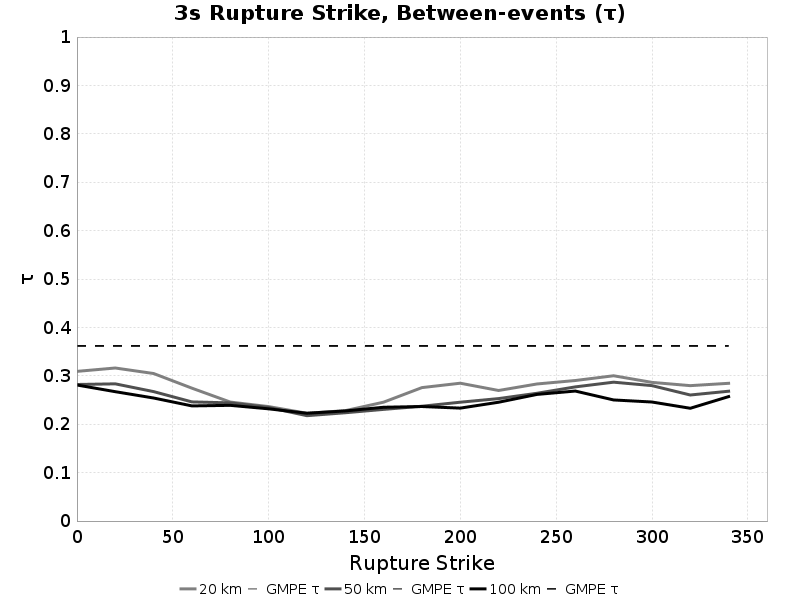 3s Rupture Strike, Between-events (τ)
1
0.9
0.8
0.7
0.6
0.5
0.4
0.3
0.2
0.1
0
τ
0 50 100 150 200 250 300 350
Rupture Strike
20 km GMPE τ 50 km GMPE τ 100 km GMPE τ